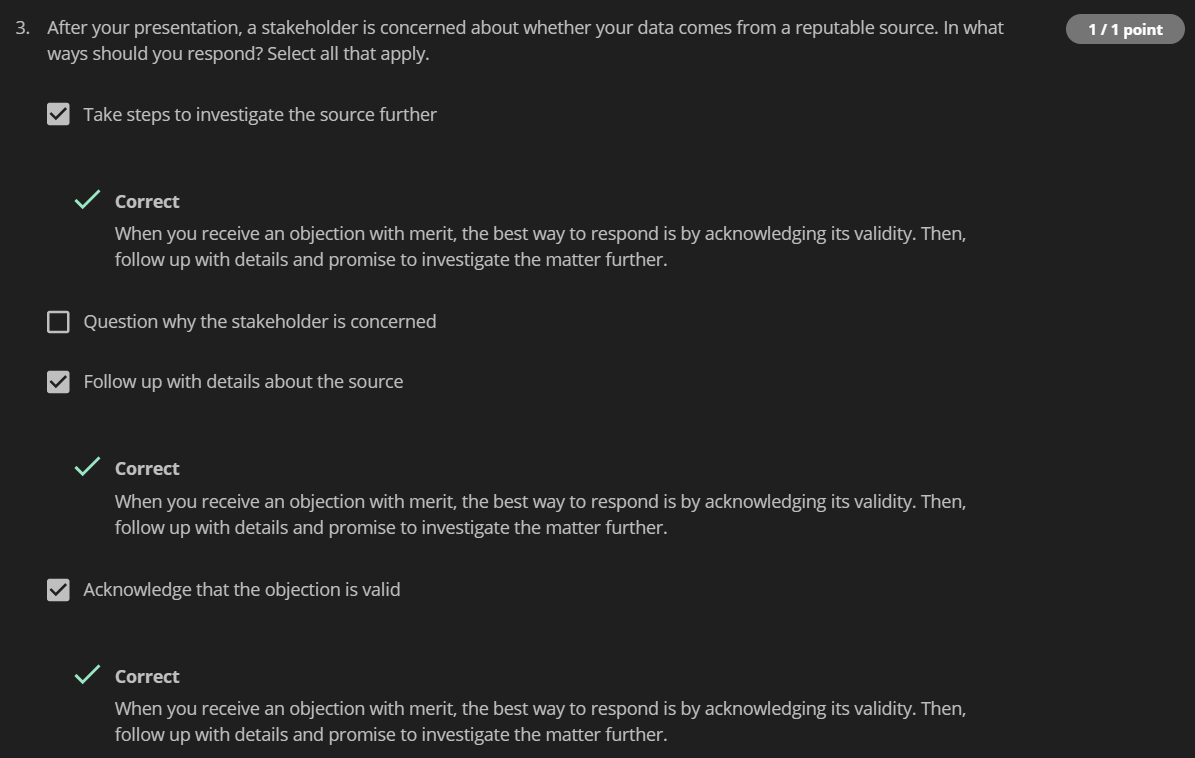 3. After your presentation, a stakeholder is concerned about whether your data comes from a reputable source. In what
ways should you respond? Select all that apply.
1 / 1 point
Take steps to investigate the source further
Correct
When you receive an objection with merit, the best way to respond is by acknowledging its validity. Then,
follow up with details and promise to investigate the matter further.
Question why the stakeholder is concerned
Follow up with details about the source
Correct
When you receive an objection with merit, the best way to respond is by acknowledging its validity. Then,
follow up with details and promise to investigate the matter further.
Acknowledge that the objection is valid
Correct
When you receive an objection with merit, the best way to respond is by acknowledging its validity. Then,
follow up with details and promise to investigate the matter further.